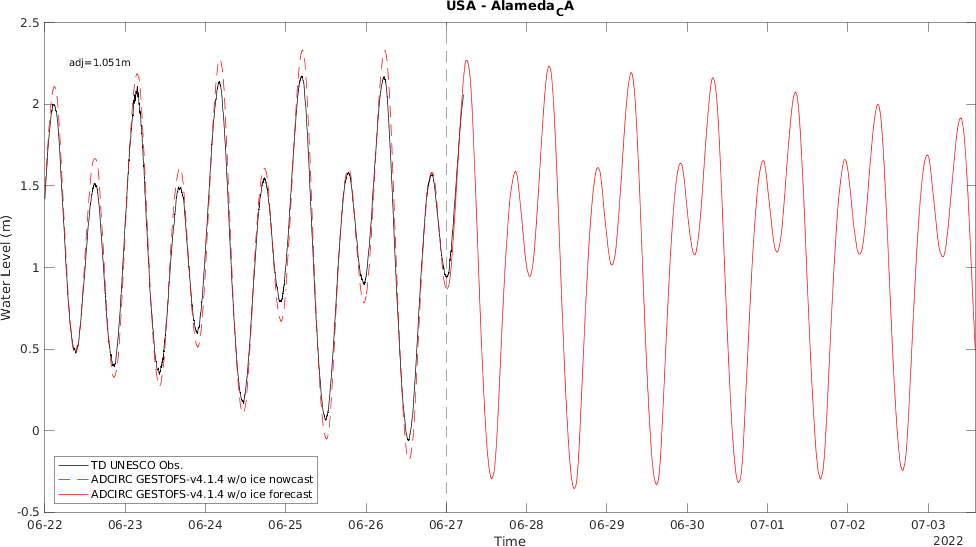 USA - Alameda_CA
2.5
adj=1.051m
2
1.5
1
0.5
0
-0.5
Water Level (m)
TD UNESCO Obs.
ADCIRC GESTOFS-v4.1.4 w/o ice nowcast
ADCIRC GESTOFS-v4.1.4 w/o ice forecast
06-22 06-23 06-24 06-25 06-26 06-27 06-28 06-29 06-30 07-01 07-02 07-03
Time
2022